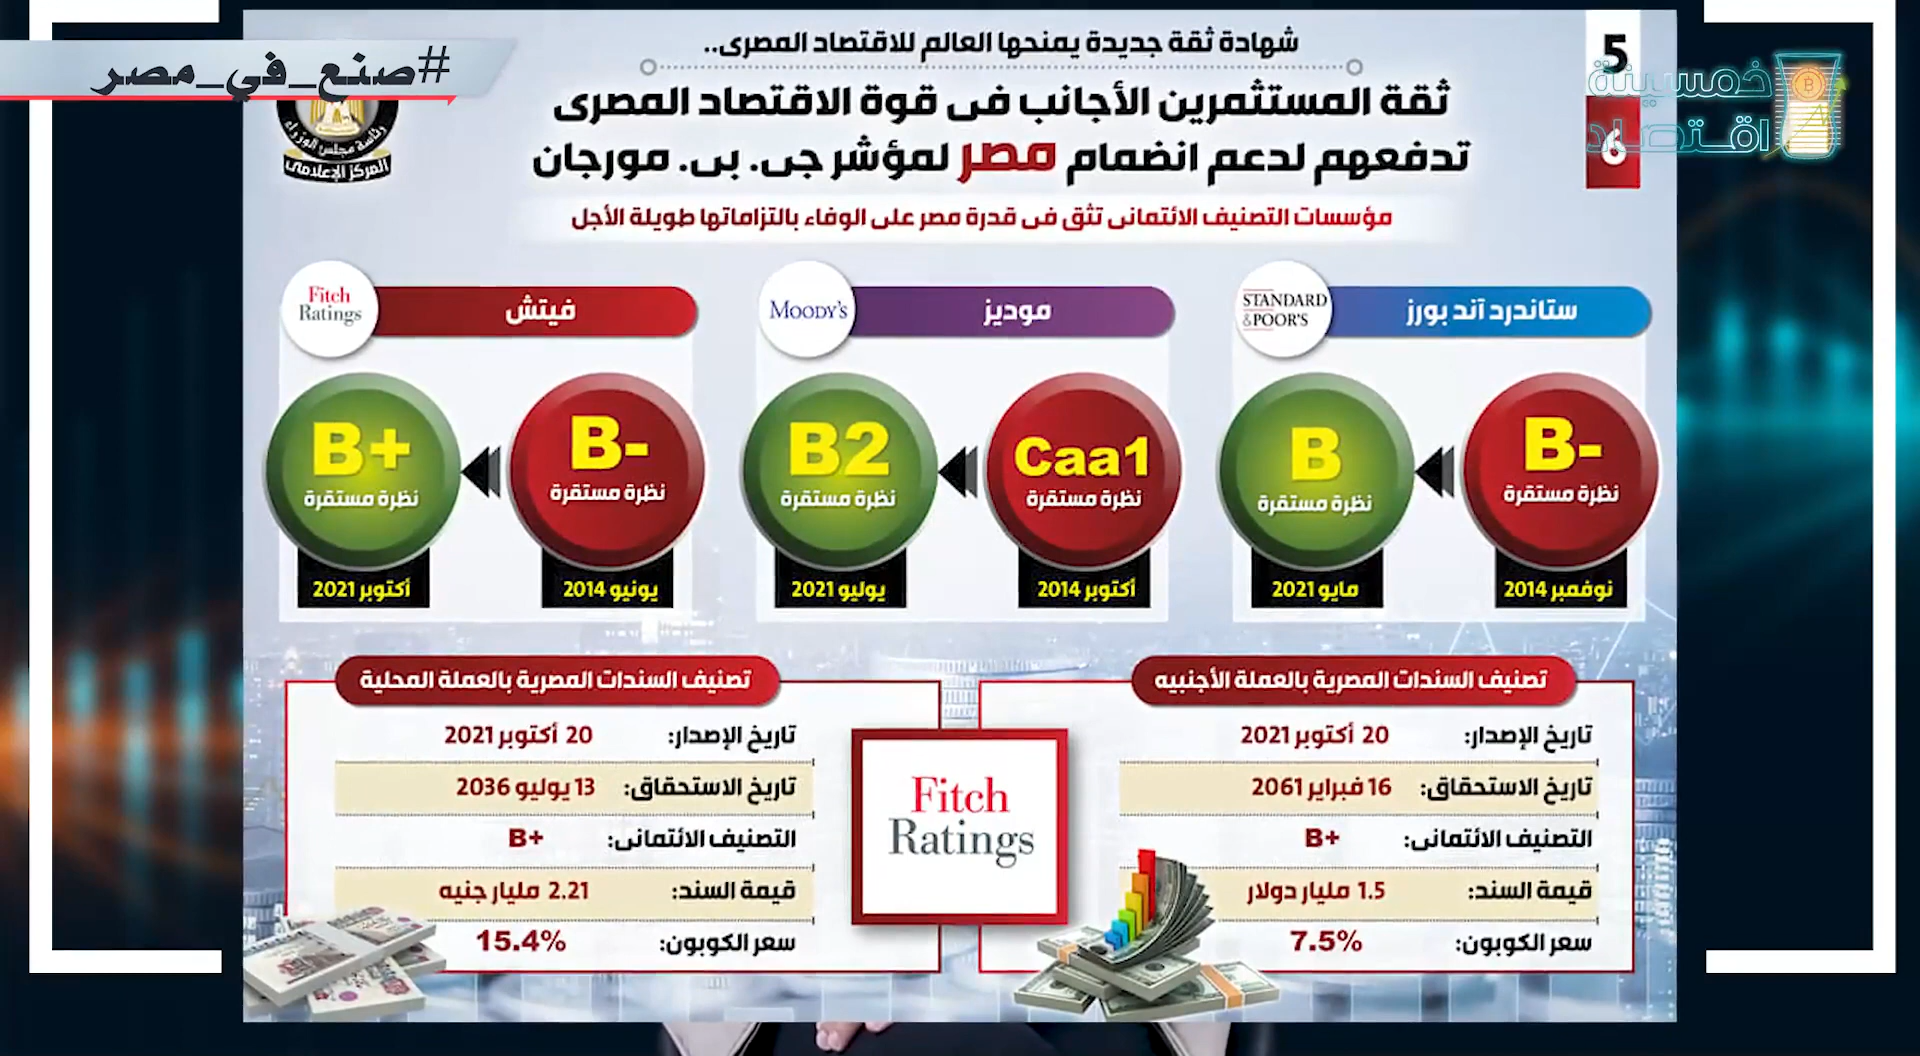 #صنع_في_مصر
خمسينة
اقتصاد
5
6
رئاسة مجلس الوزراء
المركز الإعلامى
شهادة ثقة جديدة يمنحها العالم للاقتصاد المصرى..
ثقة المستثمرين الأجانب فى قوة الاقتصاد المصرى
تدفعهم لدعم انضمام مصر لمؤشر جى. بى. مورجان
مؤسسات التصنيف الائتمانى تثق فى قدرة مصر على الوفاء بالتزاماتها طويلة الأجل
ستاندرد آند بورز
STANDARD
&POOR'S
B-
نظرة مستقرة
نوفمبر 2014
B
نظرة مستقرة
مايو 2021
موديز
MOODY'S
Caa1
نظرة مستقرة
أكتوبر 2014
B2
نظرة مستقرة
يوليو 2021
فيتش
Fitch
Ratings
B-
نظرة مستقرة
يونيو 2014
B+
نظرة مستقرة
أكتوبر 2021
تصنيف السندات المصرية بالعملة الأجنبيه
تاريخ الإصدار: 20 أكتوبر 2021
تاريخ الاستحقاق: 16 فبراير 2061
التصنيف الائتمانى: B+
قيمة السند: 1.5 مليار دولار
سعر الكوبون: 7.5%
Fitch
Ratings
تصنيف السندات المصرية بالعملة المحلية
تاريخ الإصدار: 20 أكتوبر 2021
تاريخ الاستحقاق: 13 يوليو 2036
التصنيف الائتمانى: B+
قيمة السند: 2.21 مليار جنيه
سعر الكوبون: 15.4%